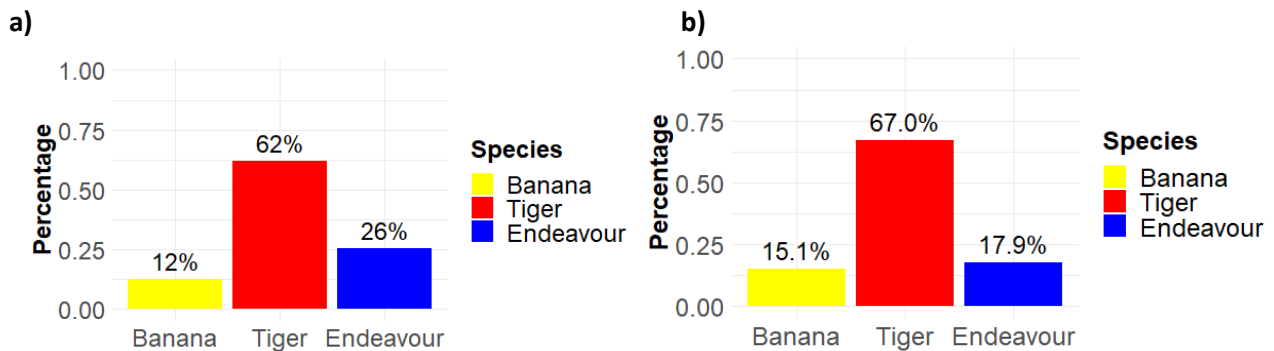 a)
1.00
0.75
0.50
0.25
0.00
Percentage
12%
62%
26%
Banana Tiger Endeavour
Species
Banana
Tiger
Endeavour
b)
1.00
0.75
0.50
0.25
0.00
Percentage
15.1%
67.0%
17.9%
Banana Tiger Endeavour
Species
Banana
Tiger
Endeavour